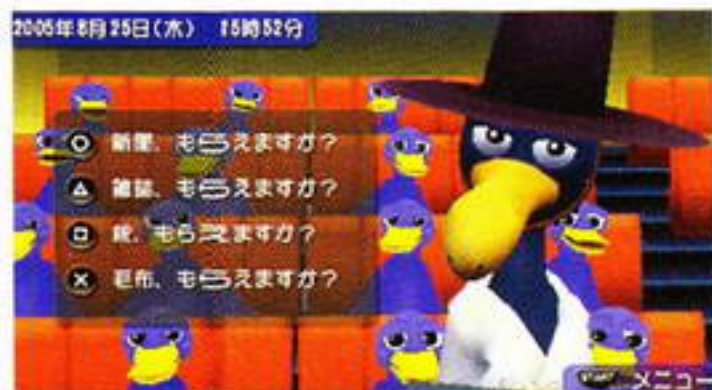 2005年8月25日(木) 15時52分
新聞、もらえますか?
雑誌、もらえますか?
銃、もらえますか?
毛布、もらえますか?
メニュー